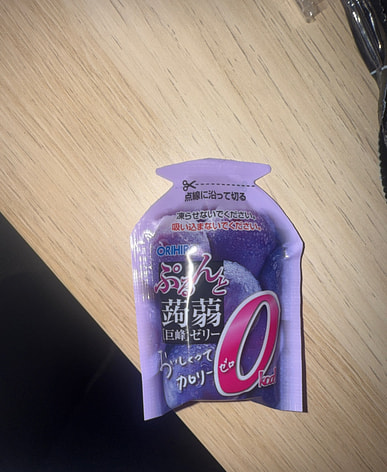 点線に沿って切る
凍らせないでください。
吸い込まないでください。
ORIHIRO
ぷるんと
蒟蒻
[巨峰]ゼリー
おいしくって
カロリーゼロ
0kcal